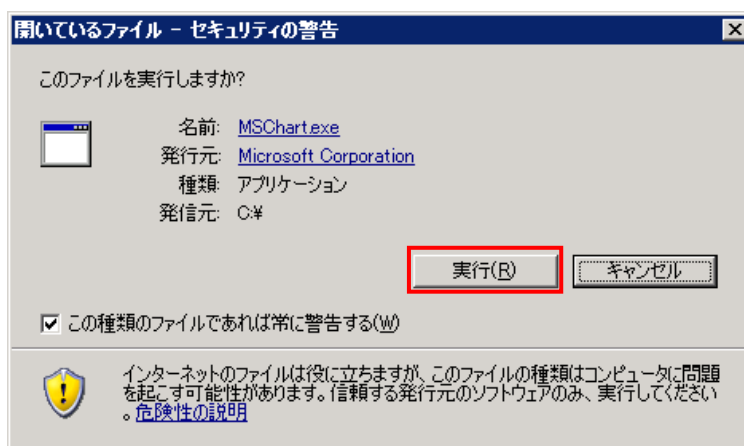 開いているファイル - セキュリティの警告
このファイルを実行しますか?
名前: MSChart.exe
発行元: Microsoft Corporation
種類: アプリケーション
発信元: C:¥
実行(R) キャンセル
この種類のファイルであれば常に警告する(W)
インターネットのファイルは役に立ちますが、このファイルの種類はコンピュータに問題
を起こす可能性があります。信頼する発行元のソフトウェアのみ、実行してください
。危険性の説明